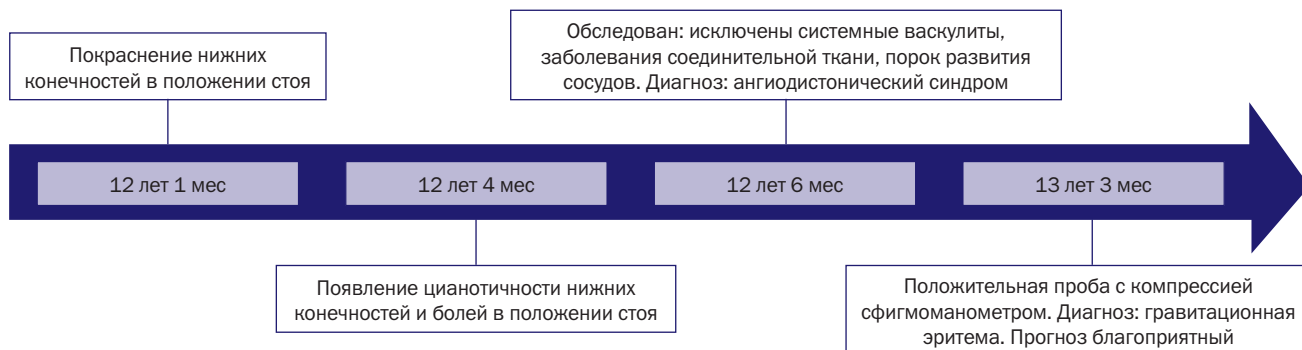 Покраснение нижних
конечностей в положении стоя
Обследован: исключены системные васкулиты,
заболевания соединительной ткани, порок развития
сосудов. Диагноз: ангиодистонический синдром
12 лет 1 мес
12 лет 4 мес
12 лет 6 мес
13 лет 3 мес
Появление цианотичности нижних
конечностей и болей в положении стоя
Положительная проба с компрессией
сфигмоманометром. Диагноз: гравитационная
эритема. Прогноз благоприятный